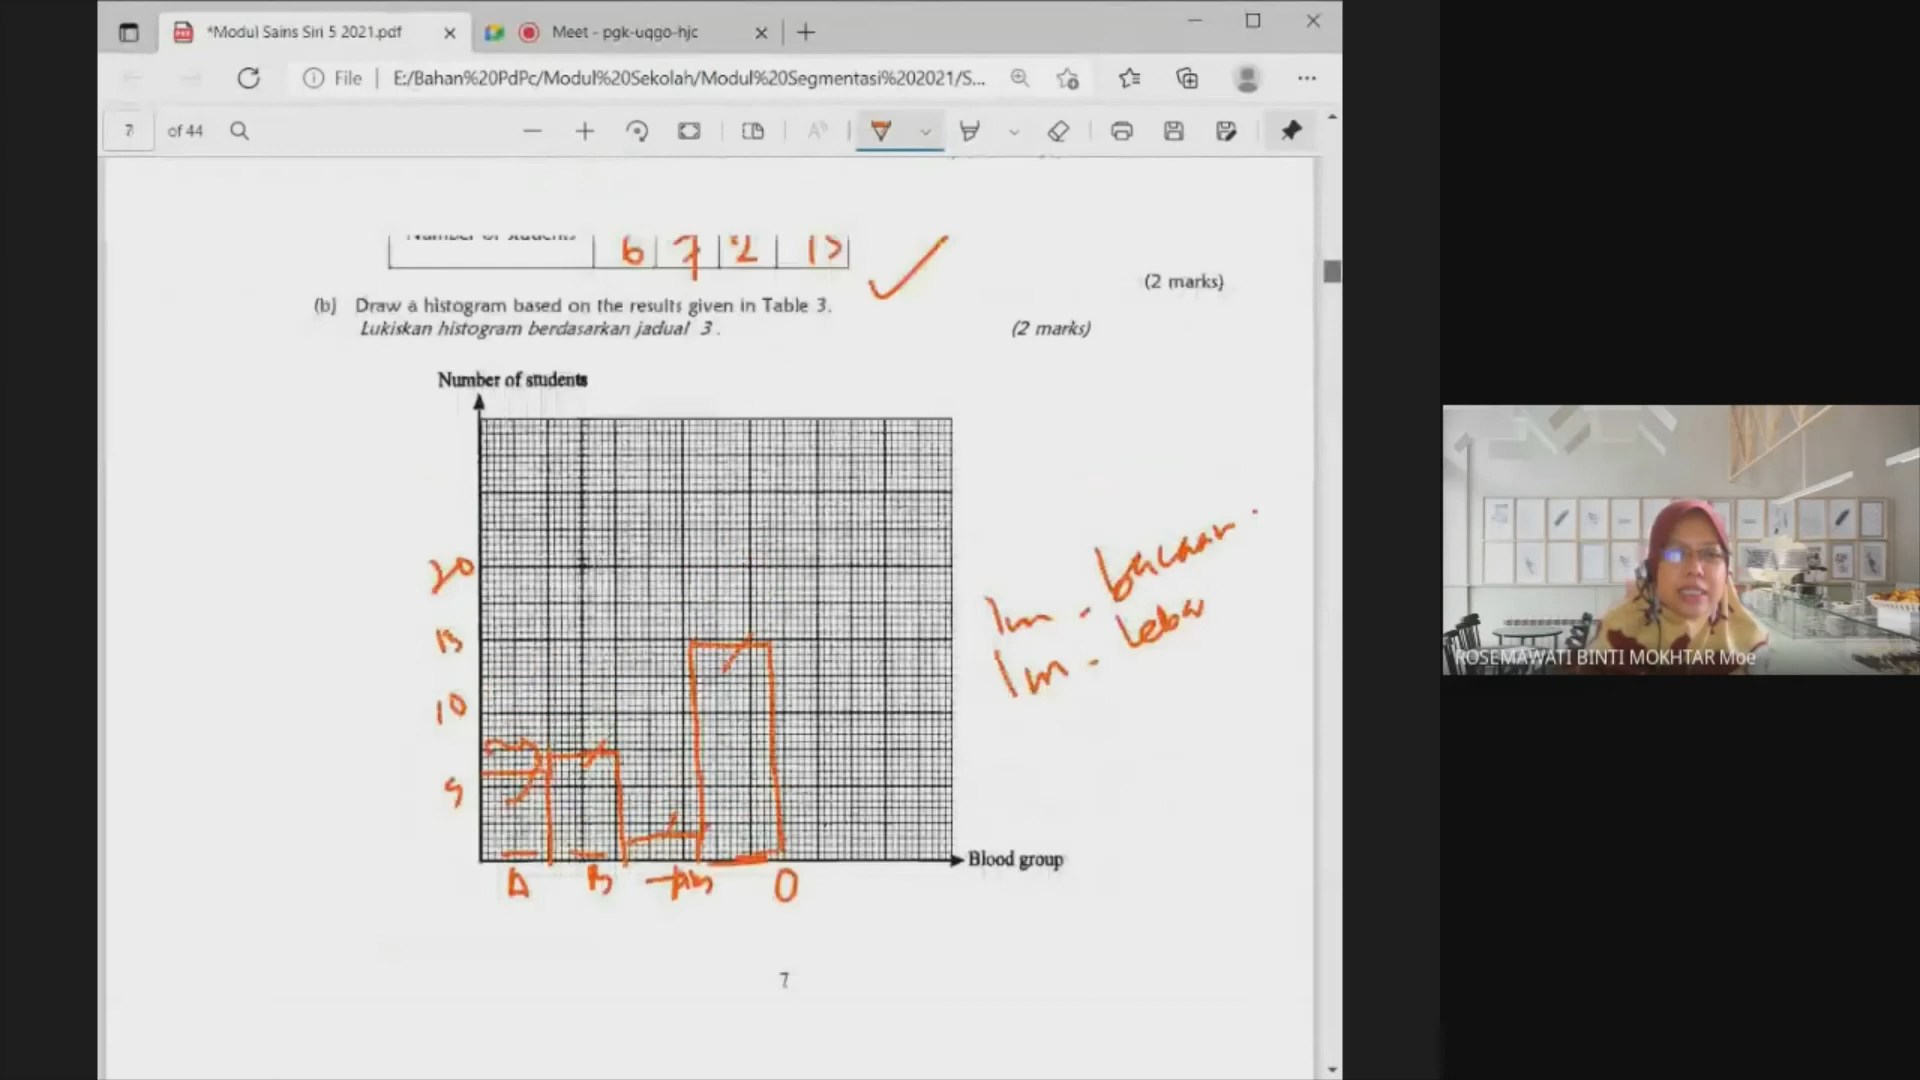 *Modul Sains Siri 5 2021.pdf
Meet - pgk-uqgo-hjc
File
E:/Bahan%20PdPc/Modul%20Sekolah/Modul%20Segmentasi%202021/S...
7 of 44
Number of students 6 7 2
(2 marks)
(b) Draw a histogram based on the results given in Table 3.
Lukiskan histogram berdasarkan jadual 3 .
(2 marks)
Number of students
20
15
10
5
1m - bacaan
1m - lebar
A B AB O
Blood group
7
ROSEMAWATI BINTI MOKHTAR Moe